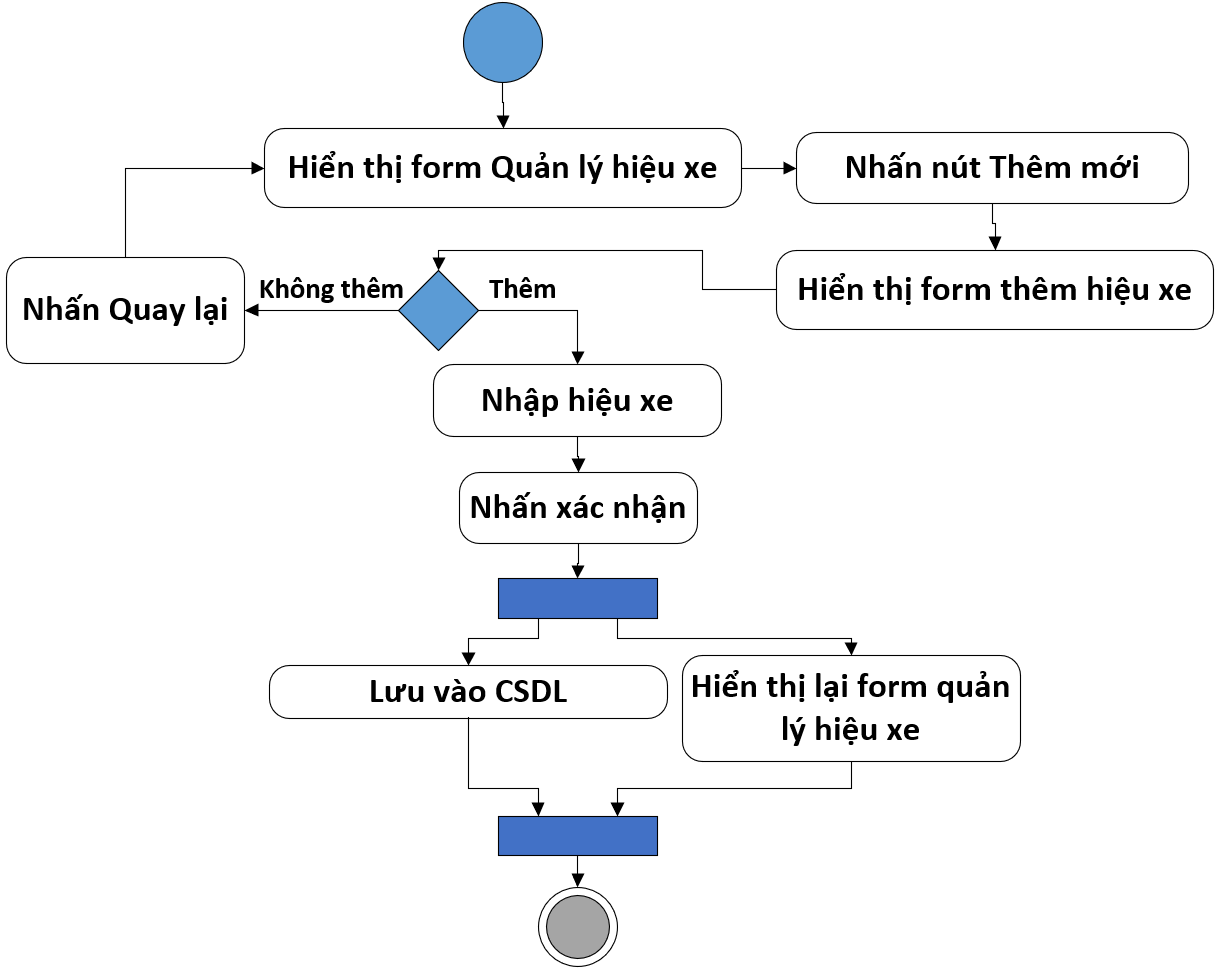 Hiển thị form Quản lý hiệu xe
Nhấn nút Thêm mới
Hiển thị form thêm hiệu xe
Không thêm
Thêm
Nhấn Quay lại
Nhập hiệu xe
Nhấn xác nhận
Lưu vào CSDL
Hiển thị lại form quản
lý hiệu xe